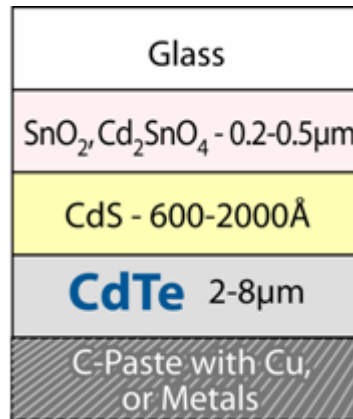 Glass
SnO₂, Cd₂SnO₄ - 0.2-0.5µm
CdS - 600-2000Å
CdTe 2-8µm
C-Paste with Cu,
or Metals